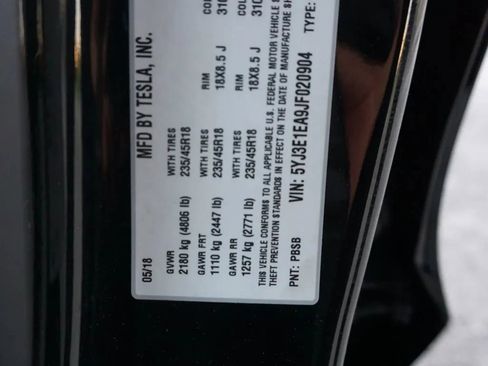 MFD BY TESLA, INC.
05/18
GVWR
2180 kg (4806 lb)
WITH TIRES
235/45R18
RIM
18X8.5 J
GAWR FRT
1110 kg (2447 lb)
WITH TIRES
235/45R18
RIM
18X8.5 J
GAWR RR
1257 kg (2771 lb)
WITH TIRES
235/45R18
RIM
18X8.5 J
THIS VEHICLE CONFORMS TO ALL APPLICABLE U.S. FEDERAL MOTOR VEHICLE
THEFT PREVENTION STANDARDS IN EFFECT ON THE DATE OF MANUFACTURE
VIN: 5YJ3E1EA9JF020904
TYPE:
PNT: PBSB